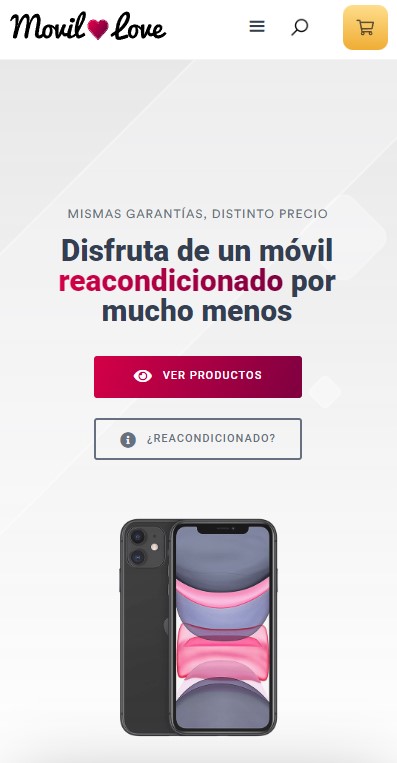 Movil Love
MISMAS GARANTÍAS, DISTINTO PRECIO
Disfruta de un móvil
reacondicionado por
mucho menos
VER PRODUCTOS
¿REACONDICIONADO?